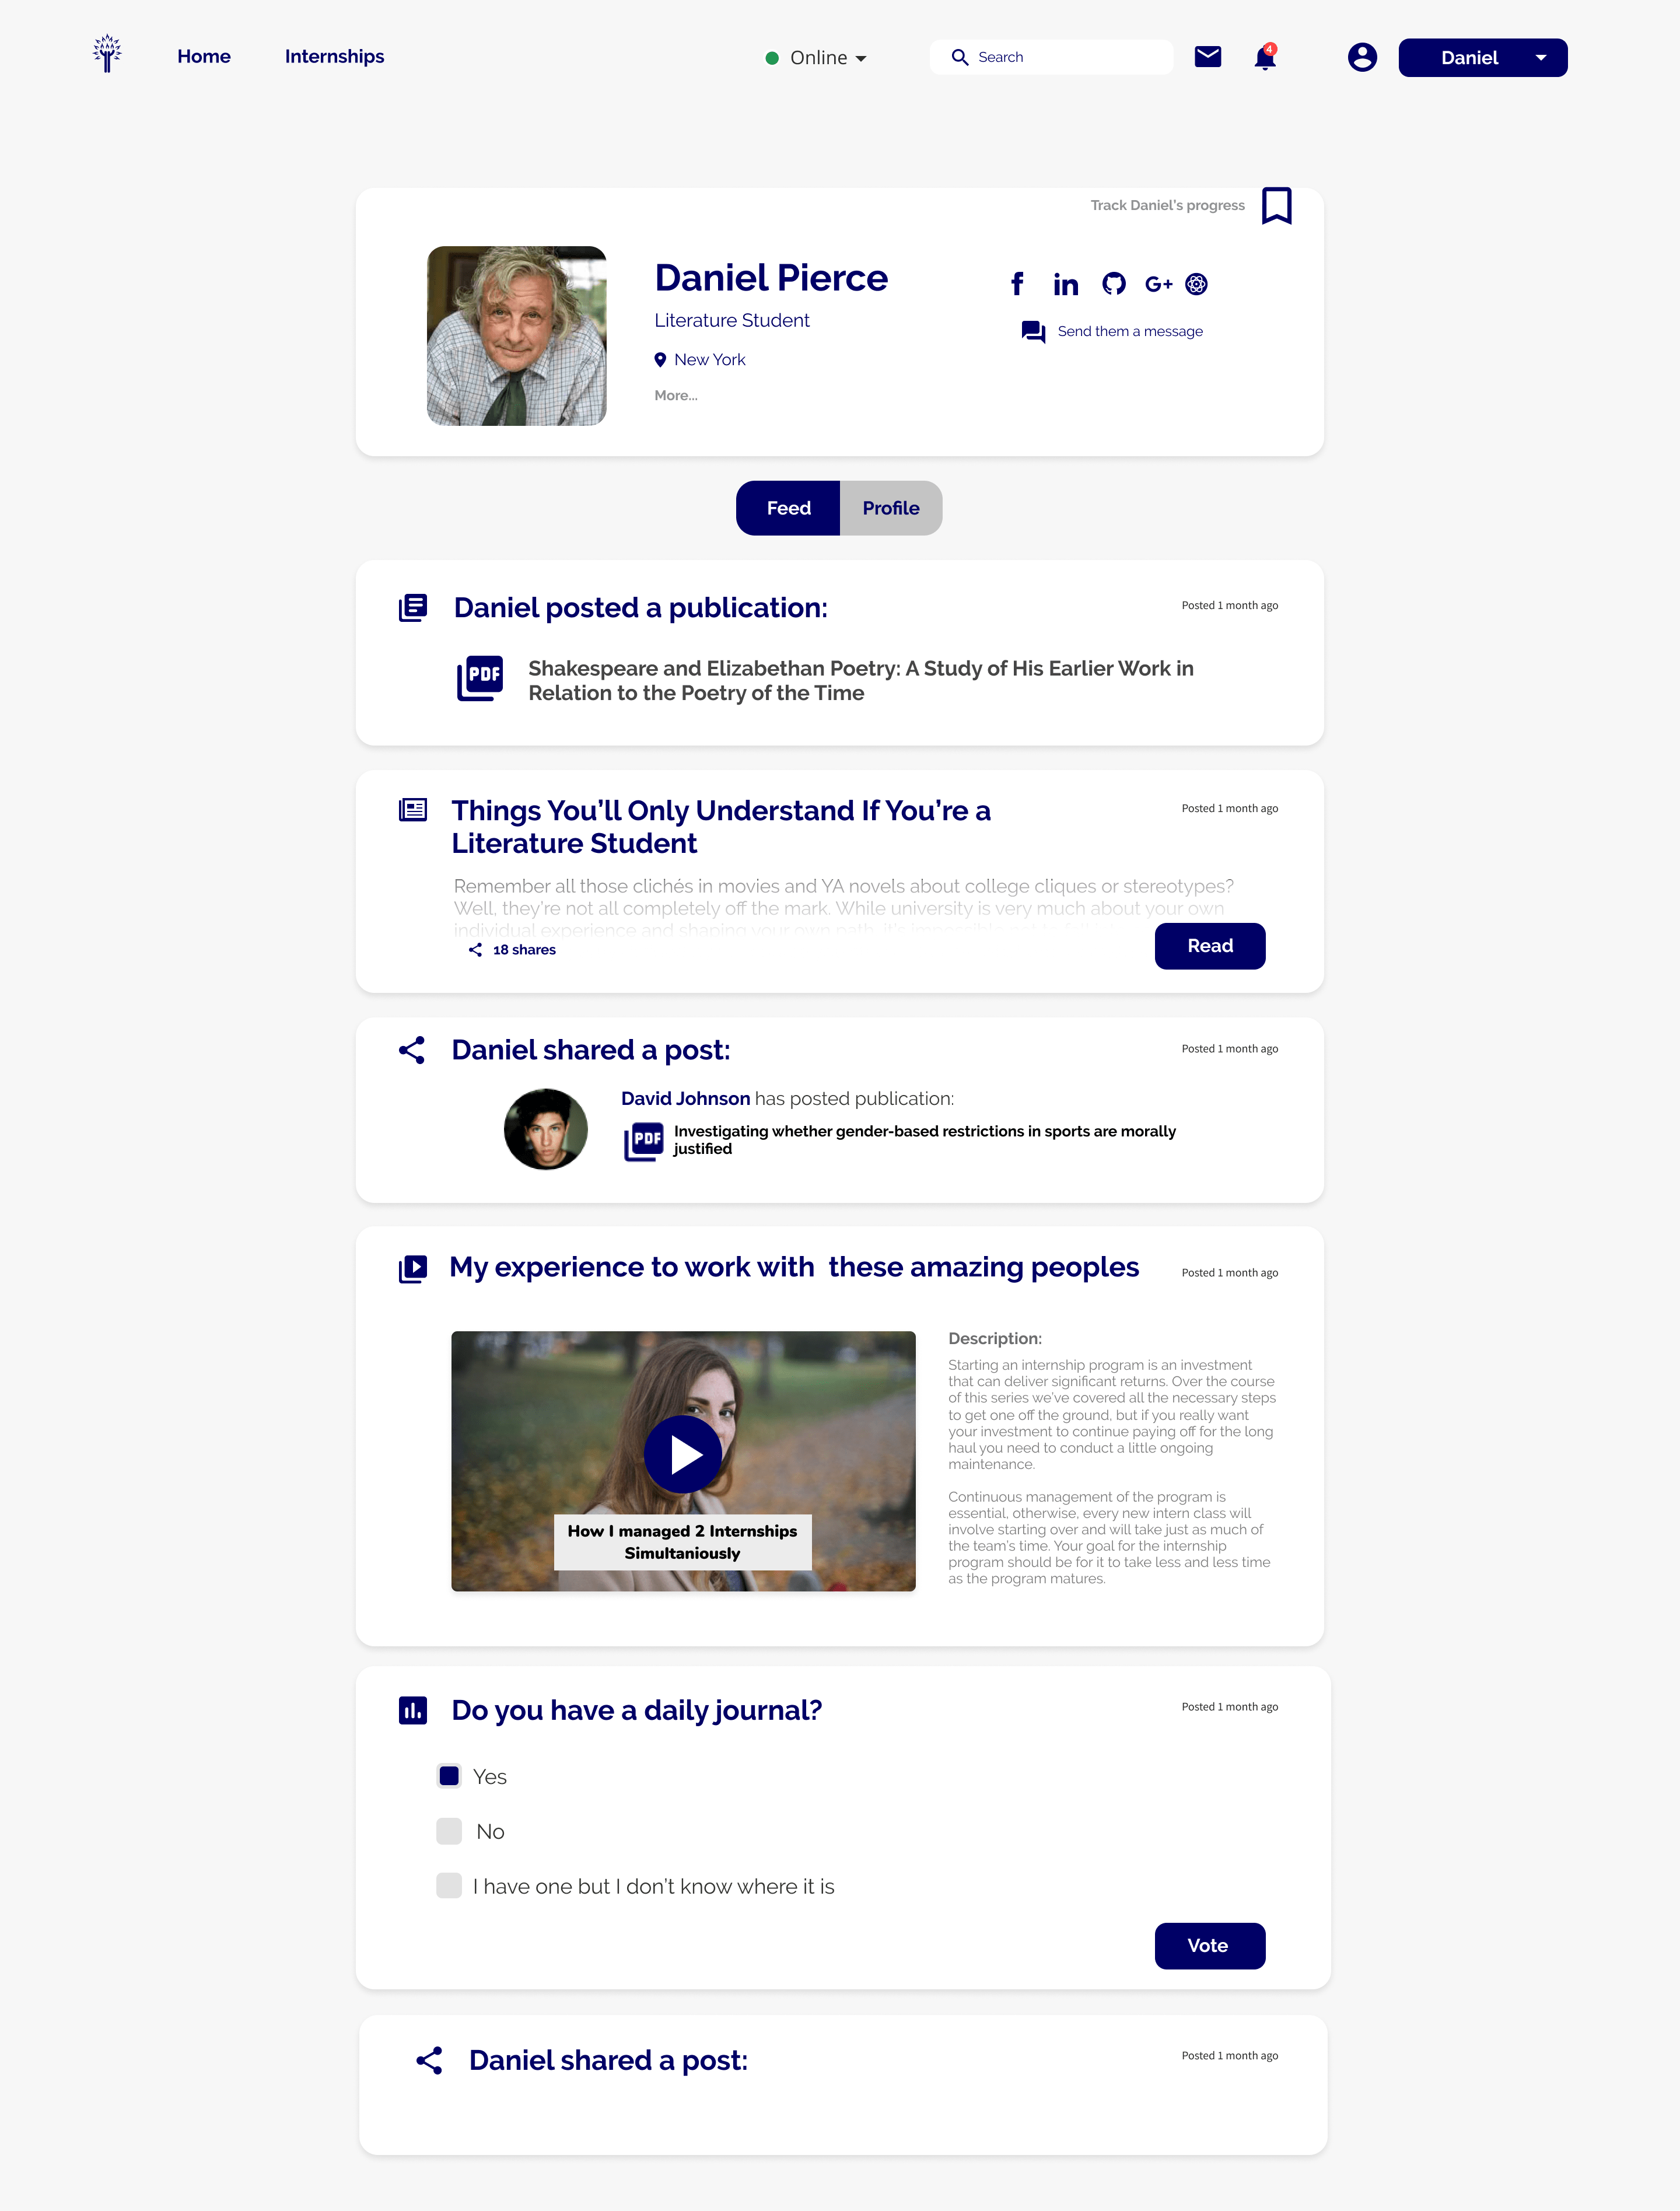 Home
Internships
Online
Search
4
Daniel
Track Daniel's progress
Daniel Pierce
Literature Student
New York
More...
f
in
G+
Send them a message
Feed
Profile
Daniel posted a publication:
Posted 1 month ago
PDF
Shakespeare and Elizabethan Poetry: A Study of His Earlier Work in
Relation to the Poetry of the Time
Things You'll Only Understand If You're a
Literature Student
Posted 1 month ago
Remember all those clichés in movies and YA novels about college cliques or stereotypes?
Well, they're not all completely off the mark. While university is very much about your own
individual experience and shaping your own path, it's impossible
18 shares
Read
Daniel shared a post:
Posted 1 month ago
David Johnson has posted publication:
PDF
Investigating whether gender-based restrictions in sports are morally
justified
My experience to work with these amazing peoples
Posted 1 month ago
How I managed 2 Internships
Simultaniously
Description:
Starting an internship program is an investment
that can deliver significant returns. Over the course
of this series we've covered all the necessary steps
to get one off the ground, but if you really want
your investment to continue paying off for the long
haul you need to conduct a little ongoing
maintenance.
Continuous management of the program is
essential, otherwise, every new intern class will
involve starting over and will take just as much of
the team's time. Your goal for the internship
program should be for it to take less and less time
as the program matures.
Do you have a daily journal?
Posted 1 month ago
Yes
No
I have one but I don't know where it is
Vote
Daniel shared a post:
Posted 1 month ago